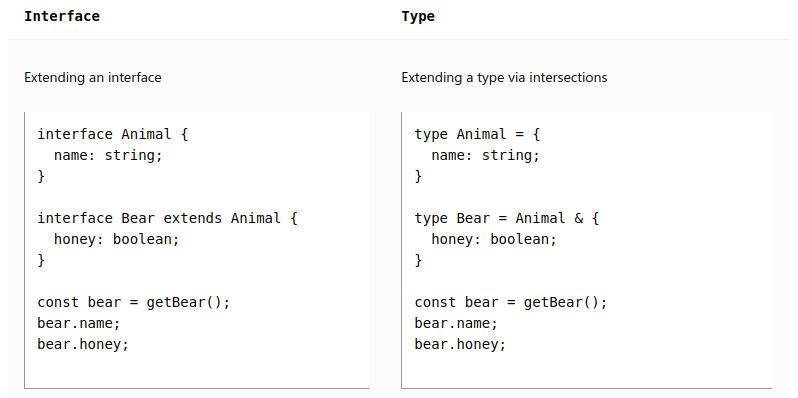 Interface
Type
Extending an interface
Extending a type via intersections
interface Animal {
  name: string;
}
interface Bear extends Animal {
  honey: boolean;
}
const bear = getBear();
bear.name;
bear.honey;
type Animal = {
  name: string;
}
type Bear = Animal & {
  honey: boolean;
}
const bear = getBear();
bear.name;
bear.honey;